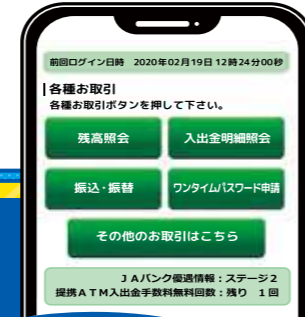 前回ログイン日時 2020年02月19日12時24分00秒
各種お取引
各種お取引ボタンを押して下さい。
残高照会 入出金明細照会
振込・振替 ワンタイムパスワード申請
その他のお取引はこちら
JAバンク優遇情報：ステージ2
提携ATM入出金手数料無料回数：残り 1回